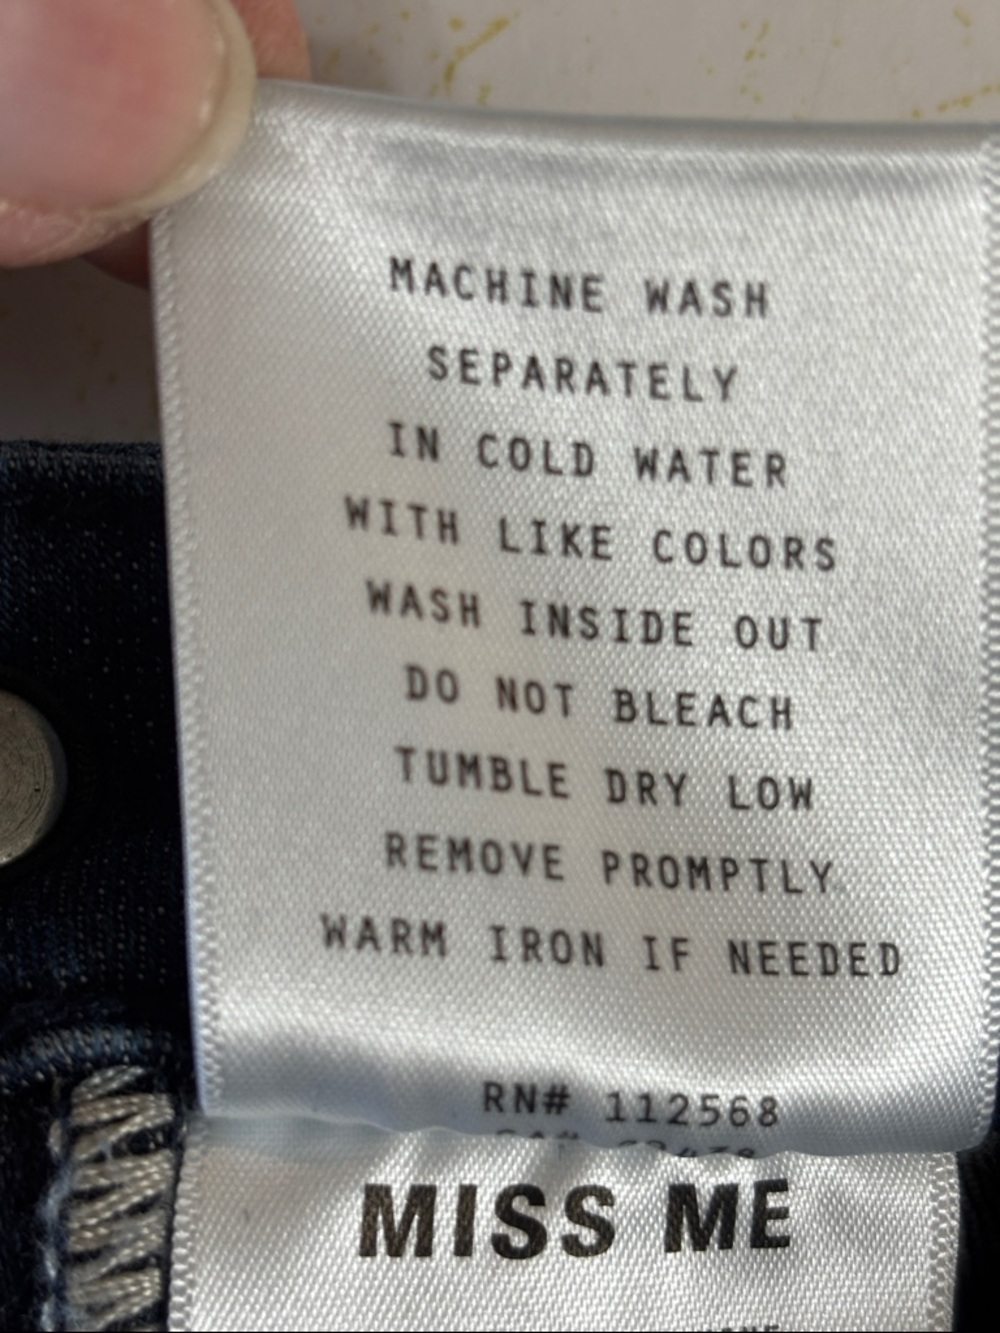 MACHINE WASH
SEPARATELY
IN COLD WATER
WITH LIKE COLORS
WASH INSIDE OUT
DO NOT BLEACH
TUMBLE DRY LOW
REMOVE PROMPTLY
WARM IRON IF NEEDED
RN# 112568
MISS ME